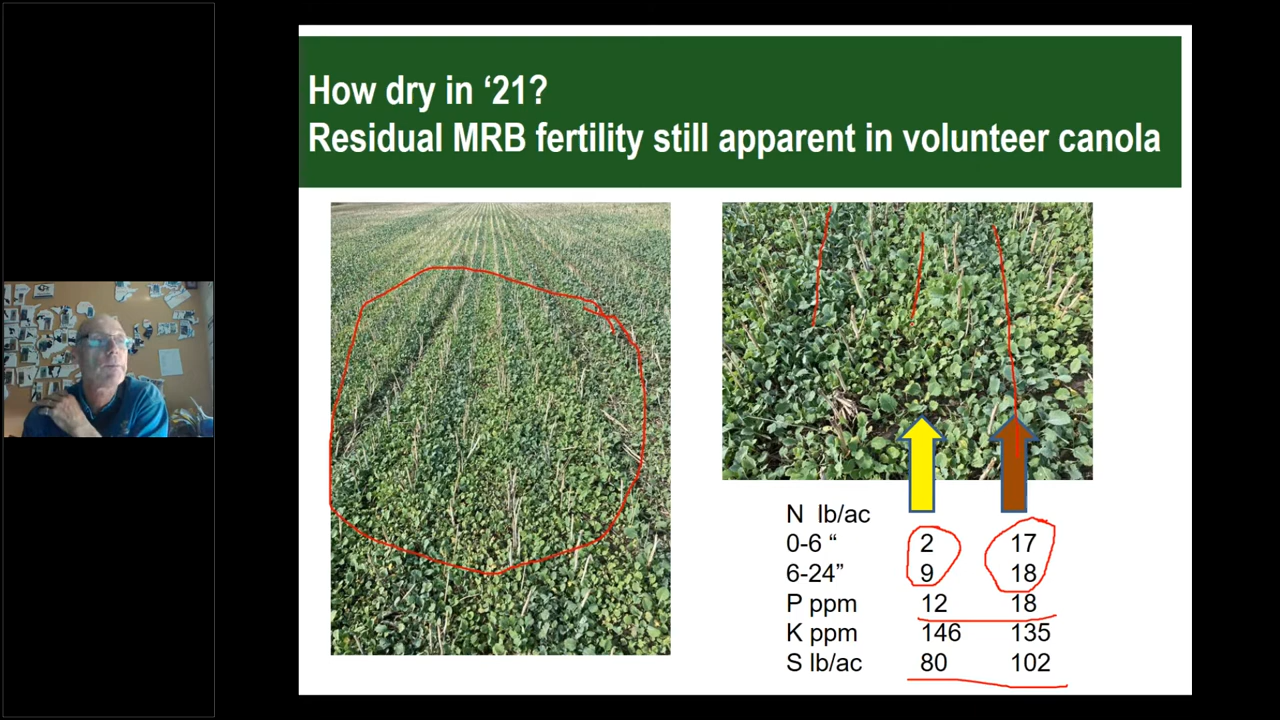 How dry in ‘21?
Residual MRB fertility still apparent in volunteer canola
N lb/ac
0-6 “ 2 17
6-24” 9 18
P ppm 12 18
K ppm 146 135
S lb/ac 80 102